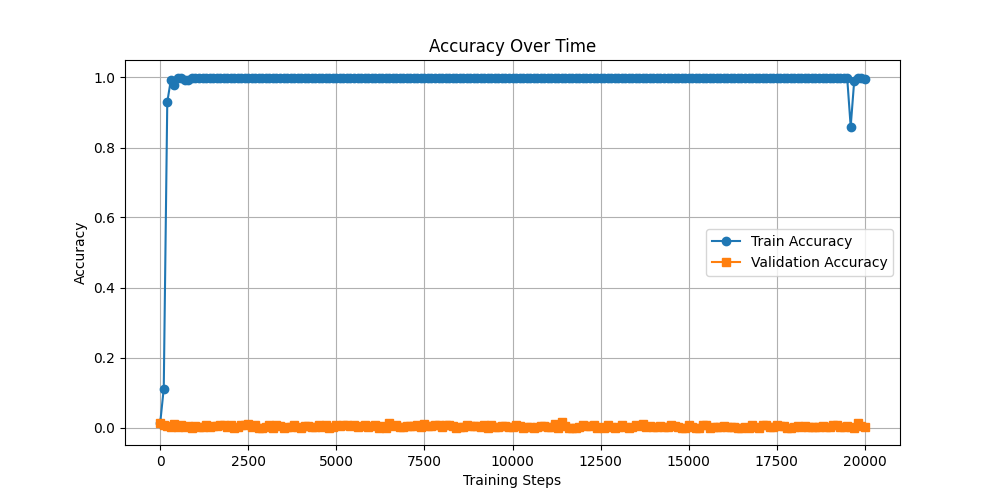 Accuracy Over Time
1.0
0.8
0.6
0.4
0.2
0.0
Accuracy
Train Accuracy
Validation Accuracy
0 2500 5000 7500 10000 12500 15000 17500 20000
Training Steps